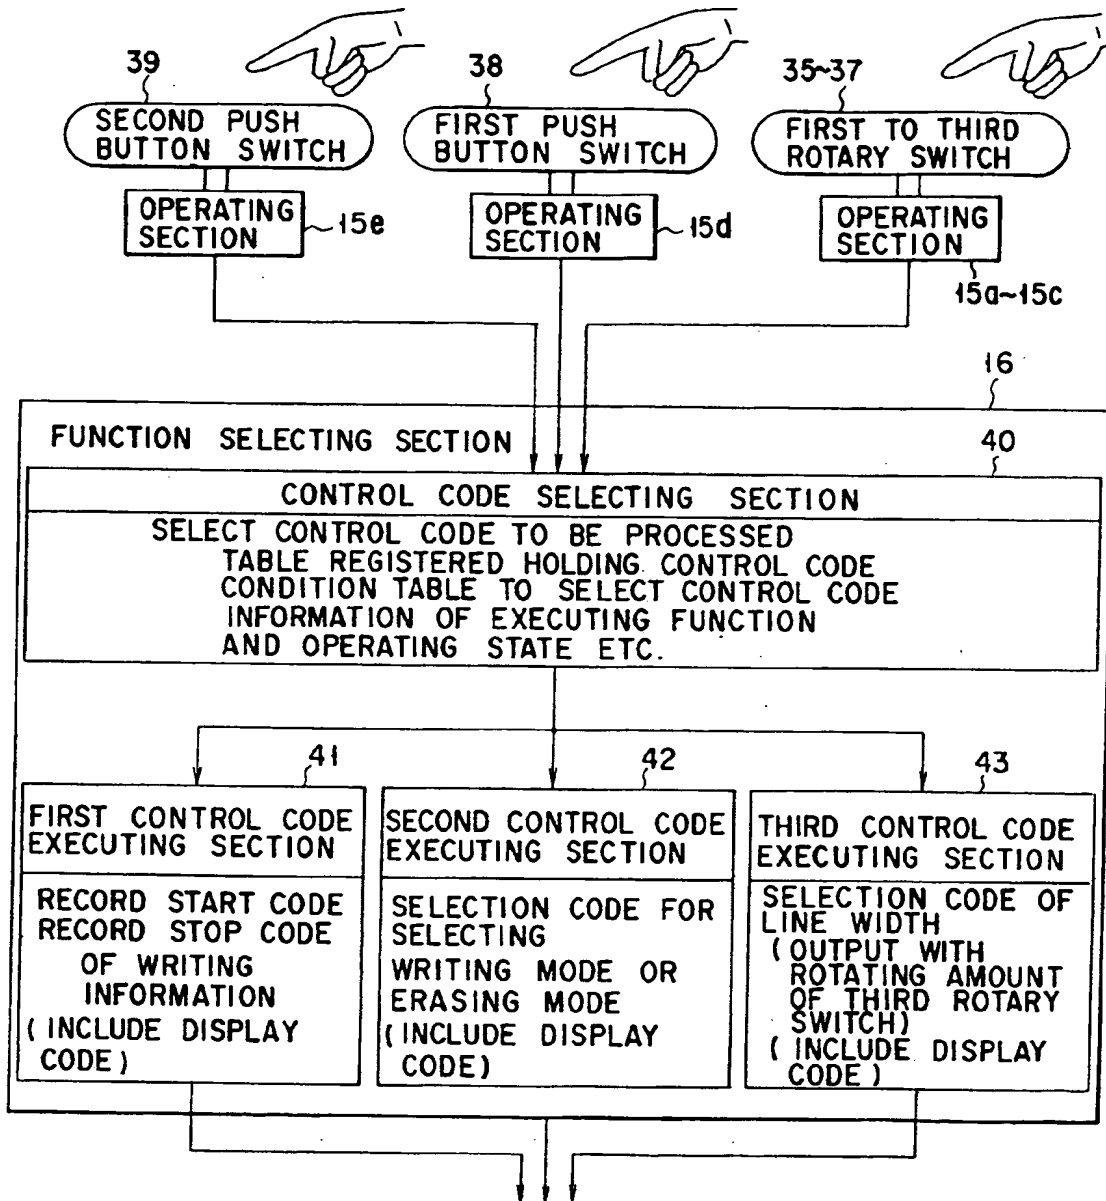 39
SECOND PUSH
BUTTON SWITCH
OPERATING
SECTION
15e
38
FIRST PUSH
BUTTON SWITCH
OPERATING
SECTION
15d
35~37
FIRST TO THIRD
ROTARY SWITCH
OPERATING
SECTION
15a~15c
16
FUNCTION SELECTING SECTION
40
CONTROL CODE SELECTING SECTION
SELECT CONTROL CODE TO BE PROCESSED
TABLE REGISTERED HOLDING CONTROL CODE
CONDITION TABLE TO SELECT CONTROL CODE
INFORMATION OF EXECUTING FUNCTION
AND OPERATING STATE ETC.
41
FIRST CONTROL CODE
EXECUTING SECTION
RECORD START CODE
RECORD STOP CODE
OF WRITING
INFORMATION
(INCLUDE DISPLAY
CODE)
42
SECOND CONTROL CODE
EXECUTING SECTION
SELECTION CODE FOR
SELECTING
WRITING MODE OR
ERASING MODE
(INCLUDE DISPLAY
CODE)
43
THIRD CONTROL CODE
EXECUTING SECTION
SELECTION CODE OF
LINE WIDTH
(OUTPUT WITH
ROTATING AMOUNT
OF THIRD ROTARY
SWITCH)
(INCLUDE DISPLAY
CODE)